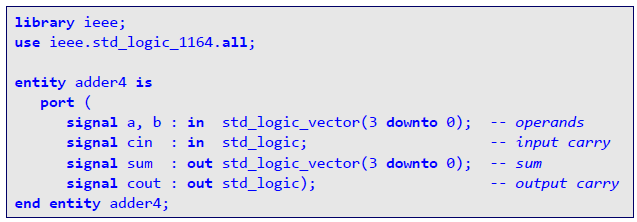 library ieee;
use ieee.std_logic_1164.all;
entity adder4 is
port (
signal a, b : in std_logic_vector(3 downto 0); -- operands
signal cin : in std_logic; -- input carry
signal sum : out std_logic_vector(3 downto 0); -- sum
signal cout : out std_logic); -- output carry
end entity adder4;